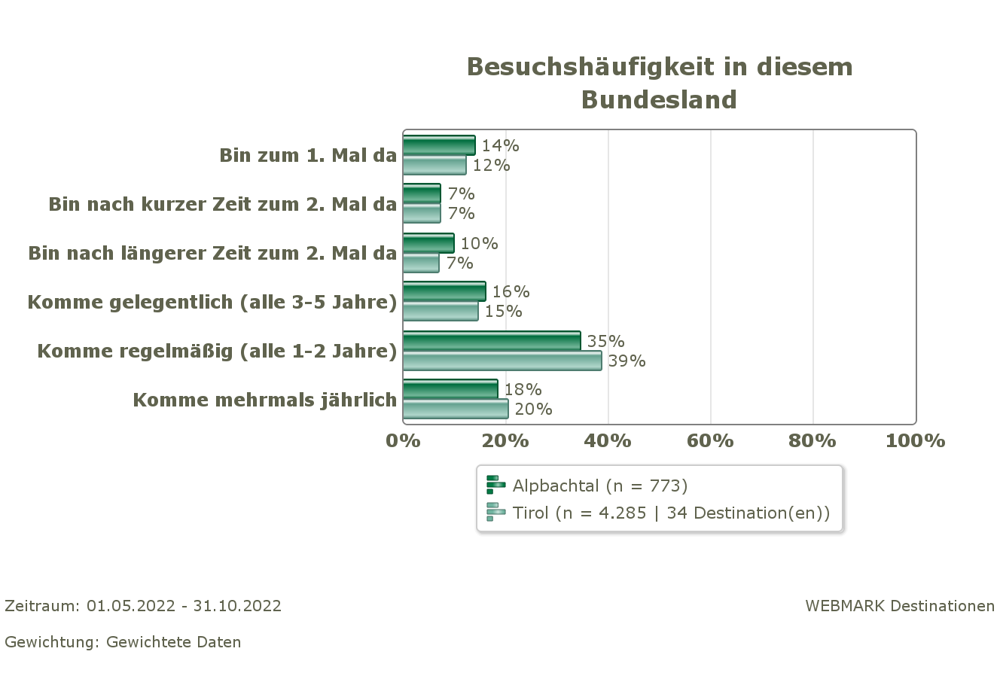 Besuchshäufigkeit in diesem
Bundesland
Bin zum 1. Mal da
14%
12%
Bin nach kurzer Zeit zum 2. Mal da
7%
7%
Bin nach längerer Zeit zum 2. Mal da
10%
7%
Komme gelegentlich (alle 3-5 Jahre)
16%
15%
Komme regelmäßig (alle 1-2 Jahre)
35%
39%
Komme mehrmals jährlich
18%
20%
0% 20% 40% 60% 80% 100%
Alpbachtal (n = 773)
Tirol (n = 4.285 | 34 Destination(en))
Zeitraum: 01.05.2022 - 31.10.2022
WEBMARK Destinationen
Gewichtung: Gewichtete Daten